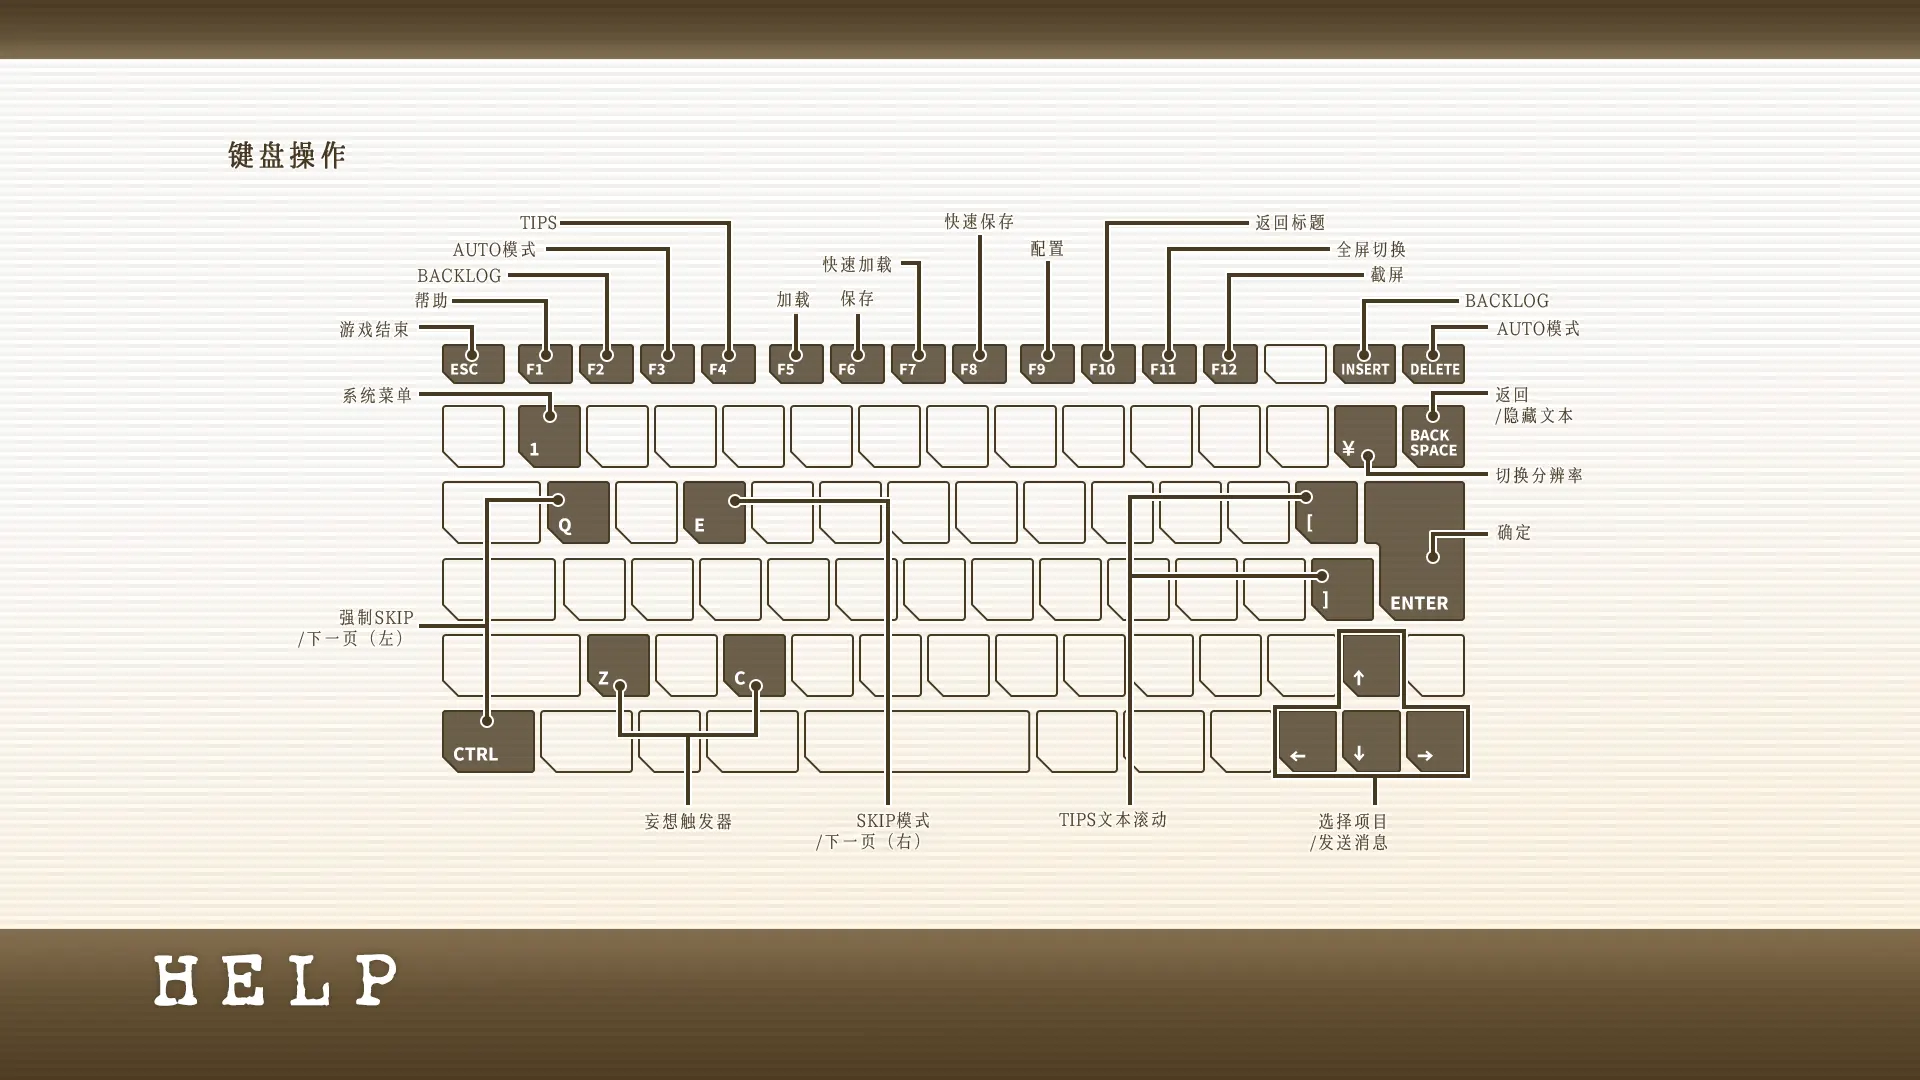 键盘操作
TIPS
快速保存
返回标题
AUTO模式
配置
全屏切换
BACKLOG
快速加载
截屏
帮助
加载
保存
BACKLOG
游戏结束
AUTO模式
ESC
F1
F2
F3
F4
F5
F6
F7
F8
F9
F10
F11
F12
INSERT
DELETE
系统菜单
返回
/隐藏文本
1
¥
BACK
SPACE
切换分辨率
Q
E
[
确定
]
ENTER
强制SKIP
/下一页（左）
Z
C
↑
CTRL
←
↓
→
妄想触发器
SKIP模式
/下一页（右）
TIPS文本滚动
选择项目
/发送消息
HELP